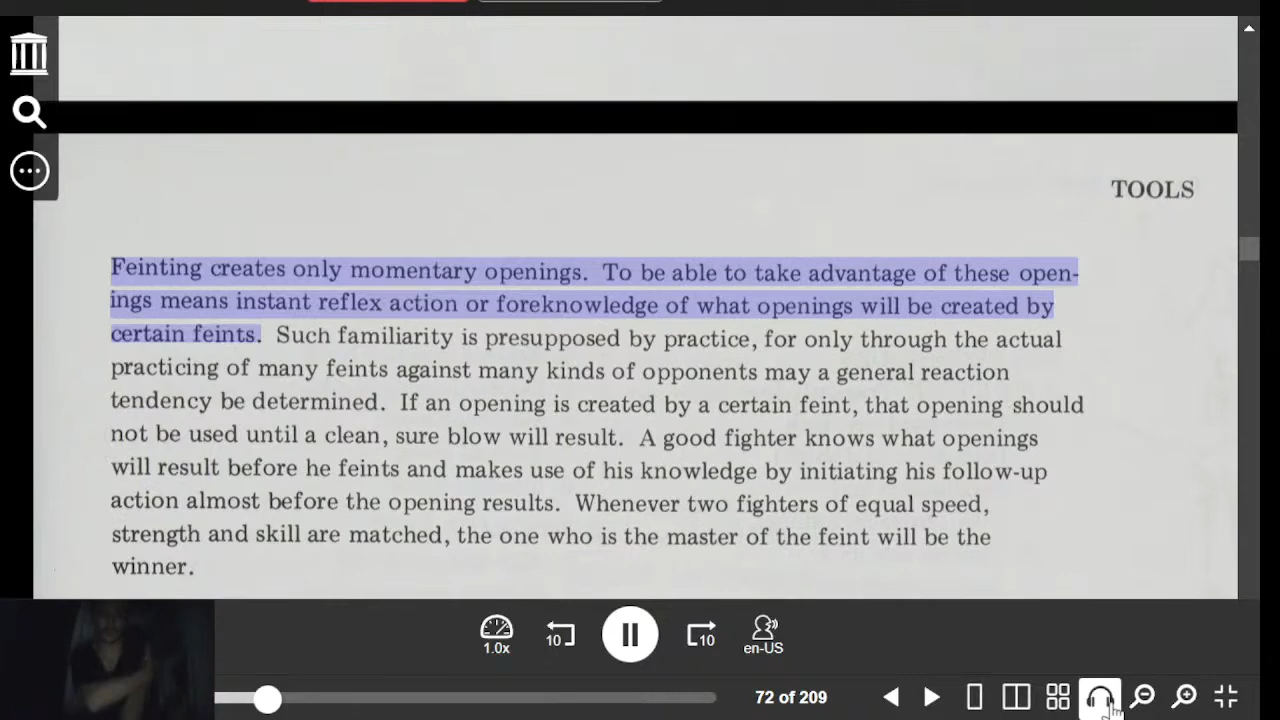 TOOLS
Feinting creates only momentary openings. To be able to take advantage of these open-
ings means instant reflex action or foreknowledge of what openings will be created by
certain feints. Such familiarity is presupposed by practice, for only through the actual
practicing of many feints against many kinds of opponents may a general reaction
tendency be determined. If an opening is created by a certain feint, that opening should
not be used until a clean, sure blow will result. A good fighter knows what openings
will result before he feints and makes use of his knowledge by initiating his follow-up
action almost before the opening results. Whenever two fighters of equal speed,
strength and skill are matched, the one who is the master of the feint will be the
winner.
10 10
1.0x en-US
72 of 209